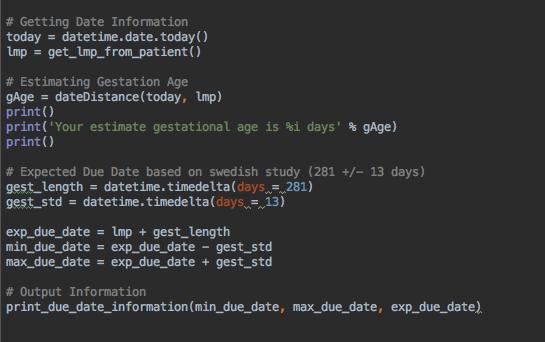 # Getting Date Information
today = datetime.date.today()
lmp = get_lmp_from_patient()
# Estimating Gestation Age
gAge = dateDistance(today, lmp)
print()
print('Your estimate gestational age is %i days' % gAge)
print()
# Expected Due Date based on swedish study (281 +/- 13 days)
gest_length = datetime.timedelta(days = 281)
gest_std = datetime.timedelta(days = 13)
exp_due_date = lmp + gest_length
min_due_date = exp_due_date - gest_std
max_due_date = exp_due_date + gest_std
# Output Information
print_due_date_information(min_due_date, max_due_date, exp_due_date)